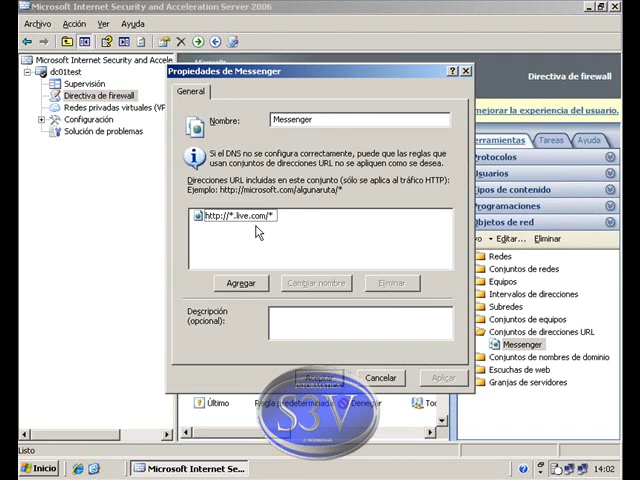 Microsoft Internet Security and Acceleration Server 2006
Archivo Acción Ver Ayuda
Microsoft Internet Security and Accele
dc01test
Supervisión
Directiva de firewall
Redes privadas virtuales (VP
Configuración
Solución de problemas
Directiva de firewall
mejorar la experiencia del usuario.
Propiedades de Messenger
General
Nombre: Messenger
Si el DNS no se configura correctamente, puede que las reglas que
usan conjuntos de direcciones URL no se apliquen como se desea.
Direcciones URL incluidas en este conjunto (sólo se aplica al tráfico HTTP):
Ejemplo: http://microsoft.com/algunaruta/*
http://*.live.com/*
Agregar Cambiar nombre Eliminar
Descripción
(opcional):
Cancelar Aplicar
erramientas Tareas Ayuda
Protocolos
Usuarios
Tipos de contenido
Programaciones
Objetos de red
vo Editar... Eliminar
Redes
Conjuntos de redes
Equipos
Intervalos de direcciones
Subredes
Conjuntos de equipos
Conjuntos de direcciones URL
Messenger
Conjuntos de nombres de dominio
Escuchas de web
Granjas de servidores
Último Regla predeterminada Denegar Too
S3V
Listo
Inicio Microsoft Internet Se... 14:02